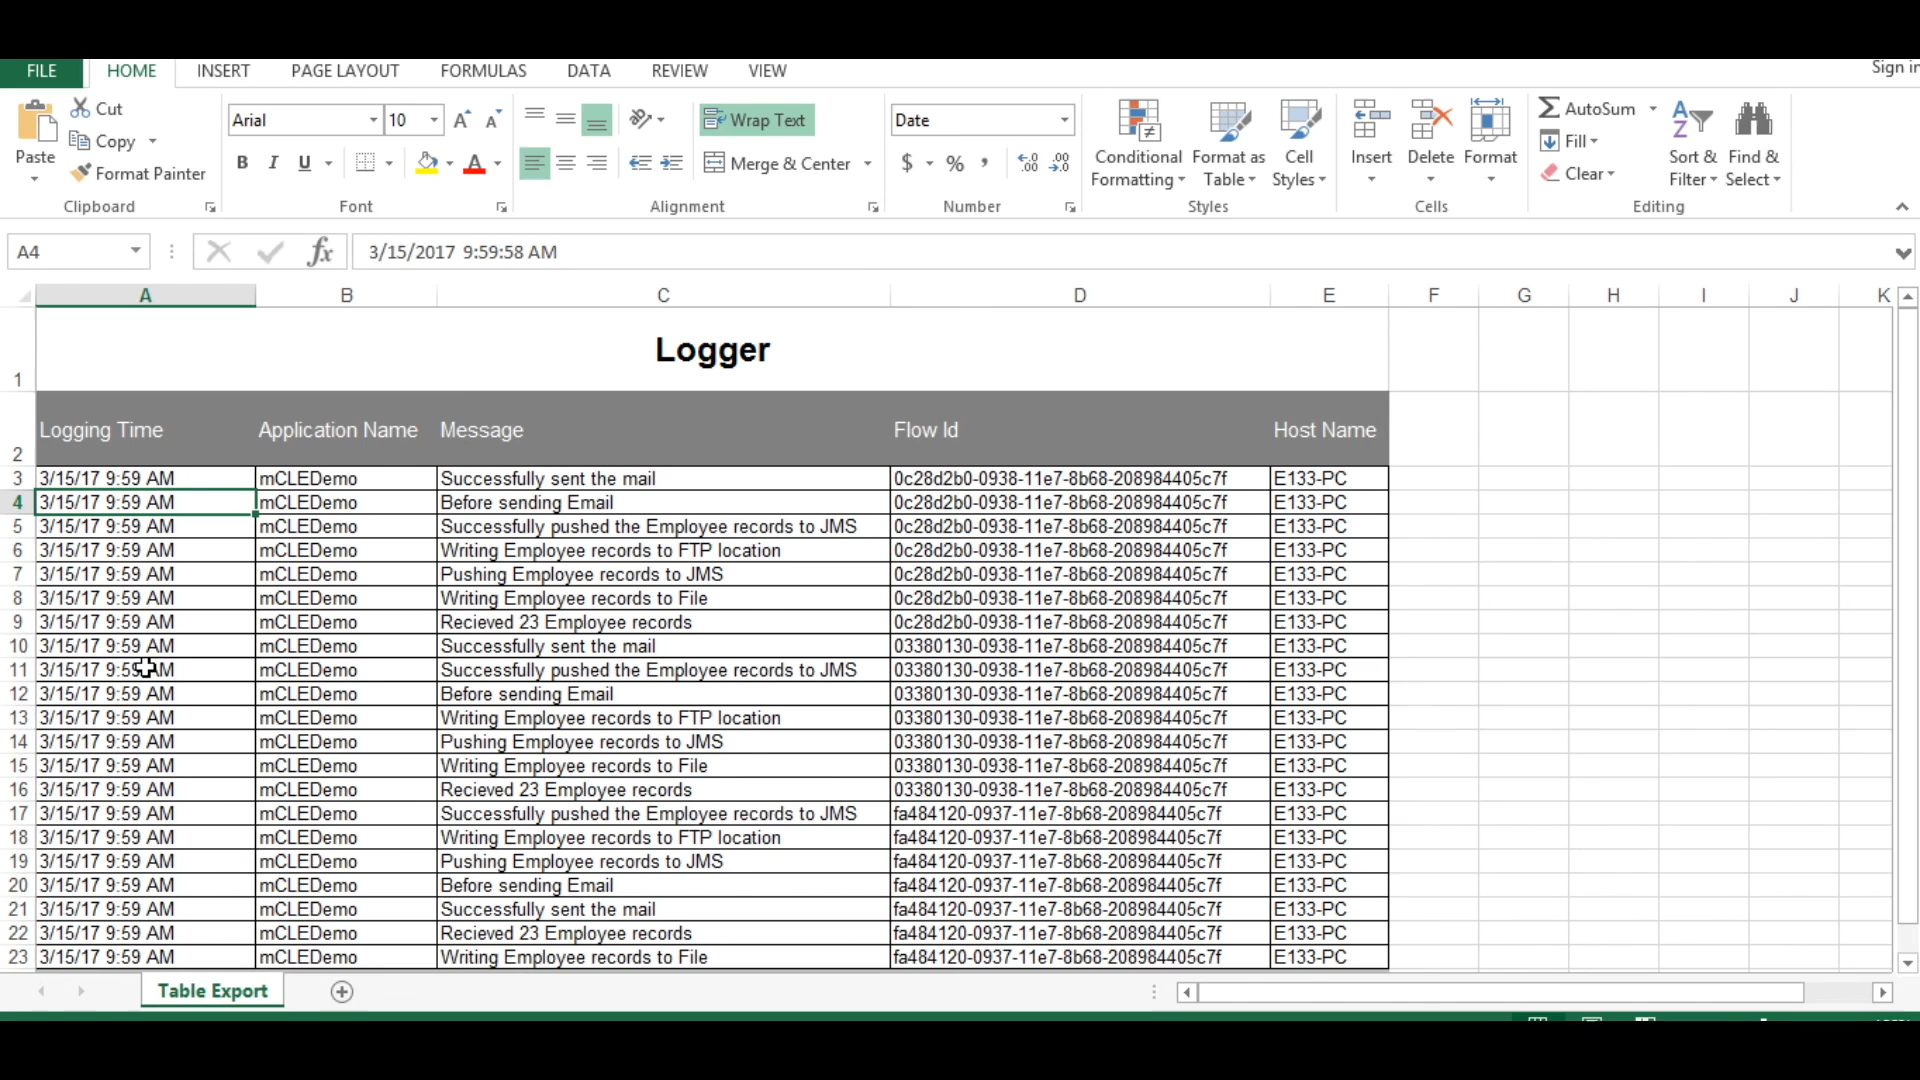 FILE HOME INSERT PAGE LAYOUT FORMULAS DATA REVIEW VIEW Sign in
Cut
Copy
Format Painter
Paste
Clipboard
Arial 10
B I U
Font
Wrap Text
Merge & Center
Alignment
Date
$ % ,
Number
Conditional Formatting
Format as Table
Cell Styles
Styles
Insert Delete Format
Cells
AutoSum
Fill
Clear
Sort & Filter
Find & Select
Editing
A4 fx 3/15/2017 9:59:58 AM
A B C D E F G H I J K
1 Logger
2 Logging Time Application Name Message Flow Id Host Name
3 3/15/17 9:59 AM mCLEDemo Successfully sent the mail 0c28d2b0-0938-11e7-8b68-208984405c7f E133-PC
4 3/15/17 9:59 AM mCLEDemo Before sending Email 0c28d2b0-0938-11e7-8b68-208984405c7f E133-PC
5 3/15/17 9:59 AM mCLEDemo Successfully pushed the Employee records to JMS 0c28d2b0-0938-11e7-8b68-208984405c7f E133-PC
6 3/15/17 9:59 AM mCLEDemo Writing Employee records to FTP location 0c28d2b0-0938-11e7-8b68-208984405c7f E133-PC
7 3/15/17 9:59 AM mCLEDemo Pushing Employee records to JMS 0c28d2b0-0938-11e7-8b68-208984405c7f E133-PC
8 3/15/17 9:59 AM mCLEDemo Writing Employee records to File 0c28d2b0-0938-11e7-8b68-208984405c7f E133-PC
9 3/15/17 9:59 AM mCLEDemo Recieved 23 Employee records 0c28d2b0-0938-11e7-8b68-208984405c7f E133-PC
10 3/15/17 9:59 AM mCLEDemo Successfully sent the mail 03380130-0938-11e7-8b68-208984405c7f E133-PC
11 3/15/17 9:59 AM mCLEDemo Successfully pushed the Employee records to JMS 03380130-0938-11e7-8b68-208984405c7f E133-PC
12 3/15/17 9:59 AM mCLEDemo Before sending Email 03380130-0938-11e7-8b68-208984405c7f E133-PC
13 3/15/17 9:59 AM mCLEDemo Writing Employee records to FTP location 03380130-0938-11e7-8b68-208984405c7f E133-PC
14 3/15/17 9:59 AM mCLEDemo Pushing Employee records to JMS 03380130-0938-11e7-8b68-208984405c7f E133-PC
15 3/15/17 9:59 AM mCLEDemo Writing Employee records to File 03380130-0938-11e7-8b68-208984405c7f E133-PC
16 3/15/17 9:59 AM mCLEDemo Recieved 23 Employee records 03380130-0938-11e7-8b68-208984405c7f E133-PC
17 3/15/17 9:59 AM mCLEDemo Successfully pushed the Employee records to JMS fa484120-0937-11e7-8b68-208984405c7f E133-PC
18 3/15/17 9:59 AM mCLEDemo Writing Employee records to FTP location fa484120-0937-11e7-8b68-208984405c7f E133-PC
19 3/15/17 9:59 AM mCLEDemo Pushing Employee records to JMS fa484120-0937-11e7-8b68-208984405c7f E133-PC
20 3/15/17 9:59 AM mCLEDemo Before sending Email fa484120-0937-11e7-8b68-208984405c7f E133-PC
21 3/15/17 9:59 AM mCLEDemo Successfully sent the mail fa484120-0937-11e7-8b68-208984405c7f E133-PC
22 3/15/17 9:59 AM mCLEDemo Recieved 23 Employee records fa484120-0937-11e7-8b68-208984405c7f E133-PC
23 3/15/17 9:59 AM mCLEDemo Writing Employee records to File fa484120-0937-11e7-8b68-208984405c7f E133-PC
Table Export